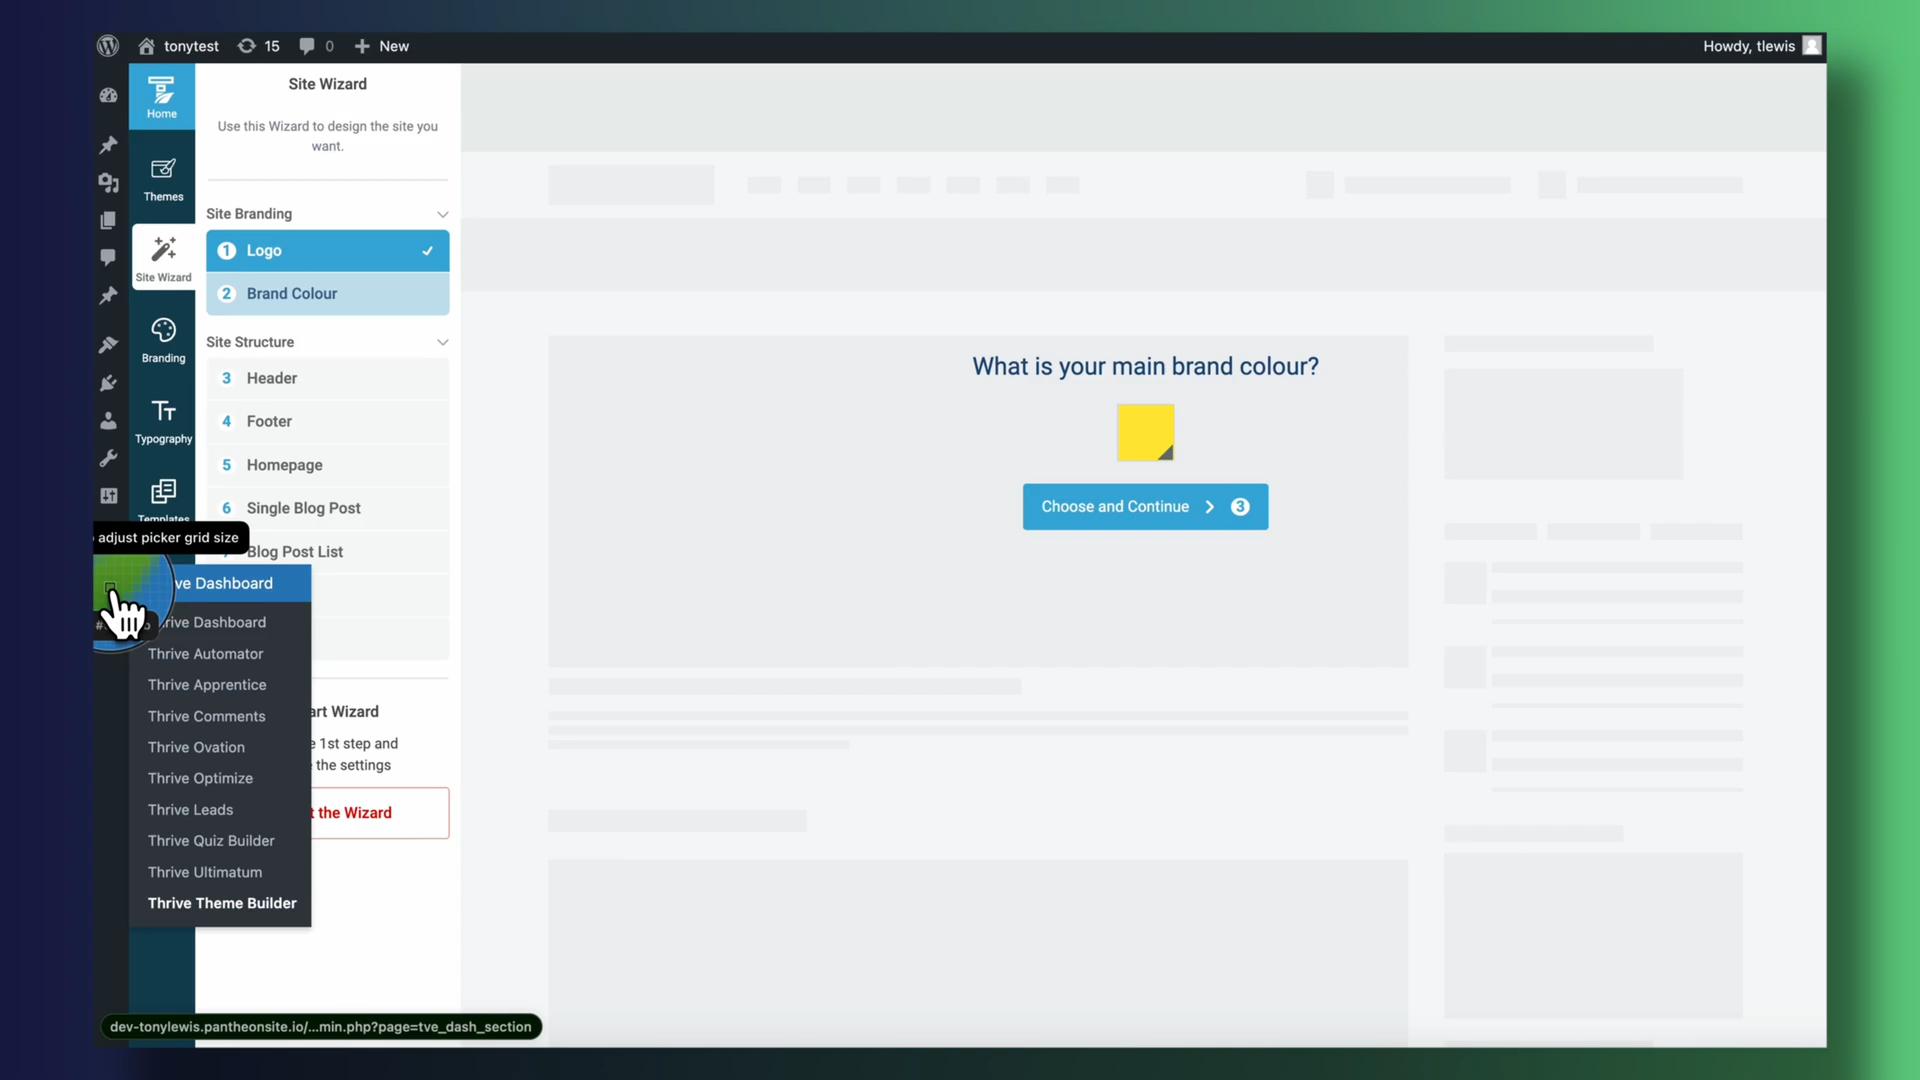 tonytest
15
0
New
Howdy, tlewis
Home
Themes
Site Wizard
Branding
Typography
Templates
Site Wizard
Use this Wizard to design the site you
want.
Site Branding
1 Logo
2 Brand Colour
Site Structure
3 Header
4 Footer
5 Homepage
6 Single Blog Post
Blog Post List
What is your main brand colour?
Choose and Continue 3
adjust picker grid size
ve Dashboard
rive Dashboard
Thrive Automator
Thrive Apprentice
Thrive Comments
Thrive Ovation
Thrive Optimize
Thrive Leads
Thrive Quiz Builder
Thrive Ultimatum
Thrive Theme Builder
art Wizard
e 1st step and
e the settings
t the Wizard
dev-tonylewis.pantheonsite.io/...min.php?page=tve_dash_section